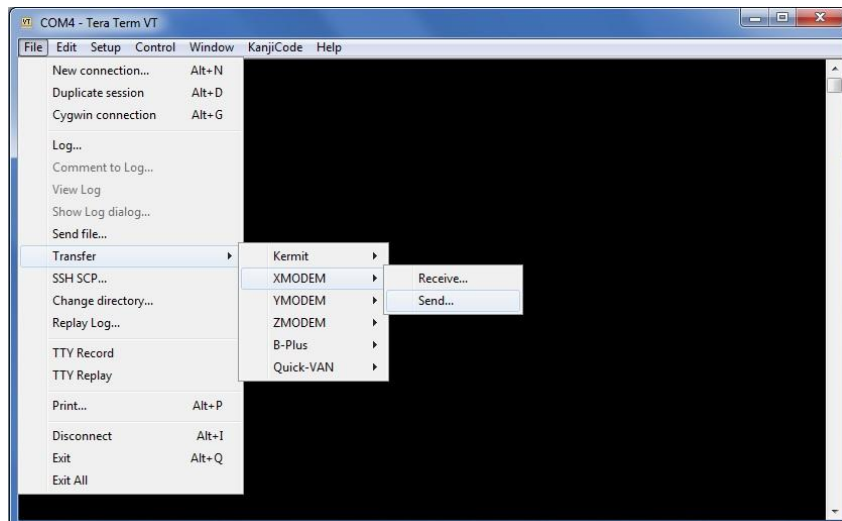 COM4 - Tera Term VT
File Edit Setup Control Window KanjiCode Help
New connection... Alt+N
Duplicate session Alt+D
Cygwin connection Alt+G
Log...
Comment to Log...
View Log
Show Log dialog...
Send file...
Transfer
SSH SCP...
Change directory...
Replay Log...
TTY Record
TTY Replay
Print... Alt+P
Disconnect Alt+I
Exit Alt+Q
Exit All
Kermit
XMODEM
YMODEM
ZMODEM
B-Plus
Quick-VAN
Receive...
Send...